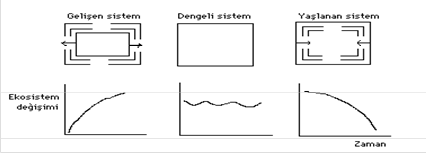 Gelişen sistem
Dengeli sistem
Yaşlanan sistem
Ekosistem
değişimi
Zaman